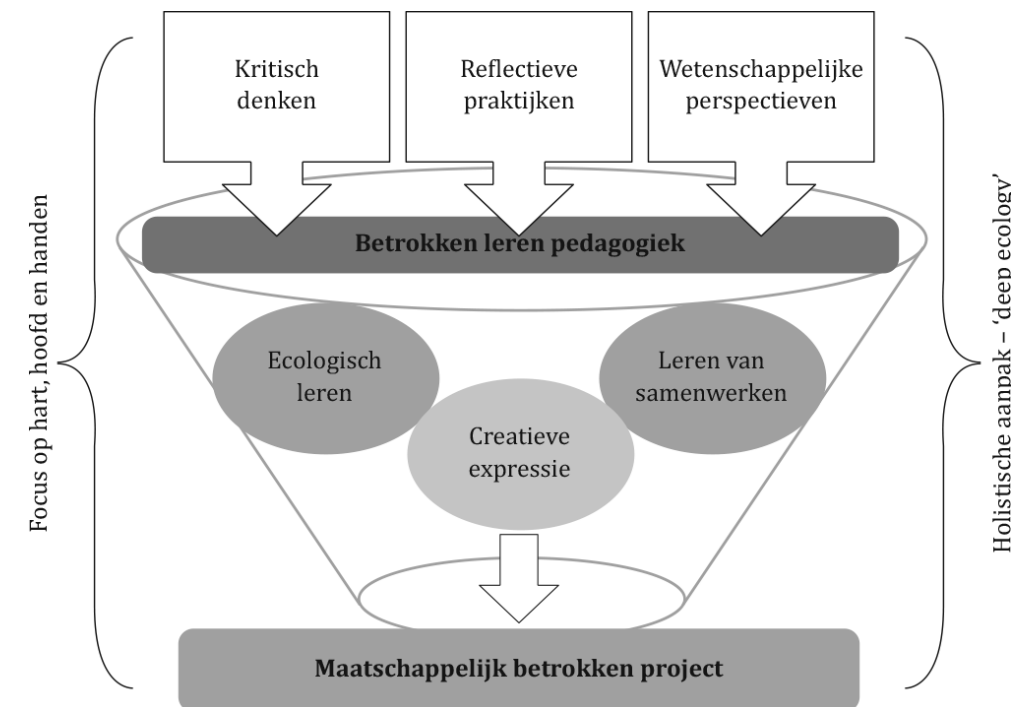 Kritisch
denken
Reflectieve
praktijken
Wetenschappelijke
perspectieven
Betrokken leren pedagogiek
Ecologisch
leren
Leren van
samenwerken
Creatieve
expressie
Maatschappelijk betrokken project
Focus op hart, hoofd en handen
Holistische aanpak – ‘deep ecology’